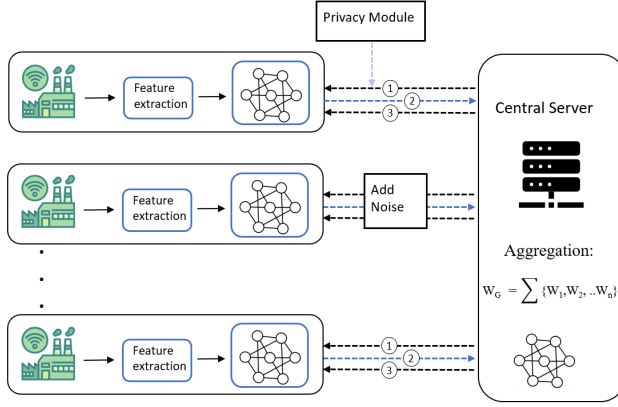 Privacy Module
Feature
extraction
1
2
3
Central Server
Feature
extraction
Add
Noise
Aggregation:
W_G = ∑ {W_1,W_2, ..W_n}
Feature
extraction
1
2
3